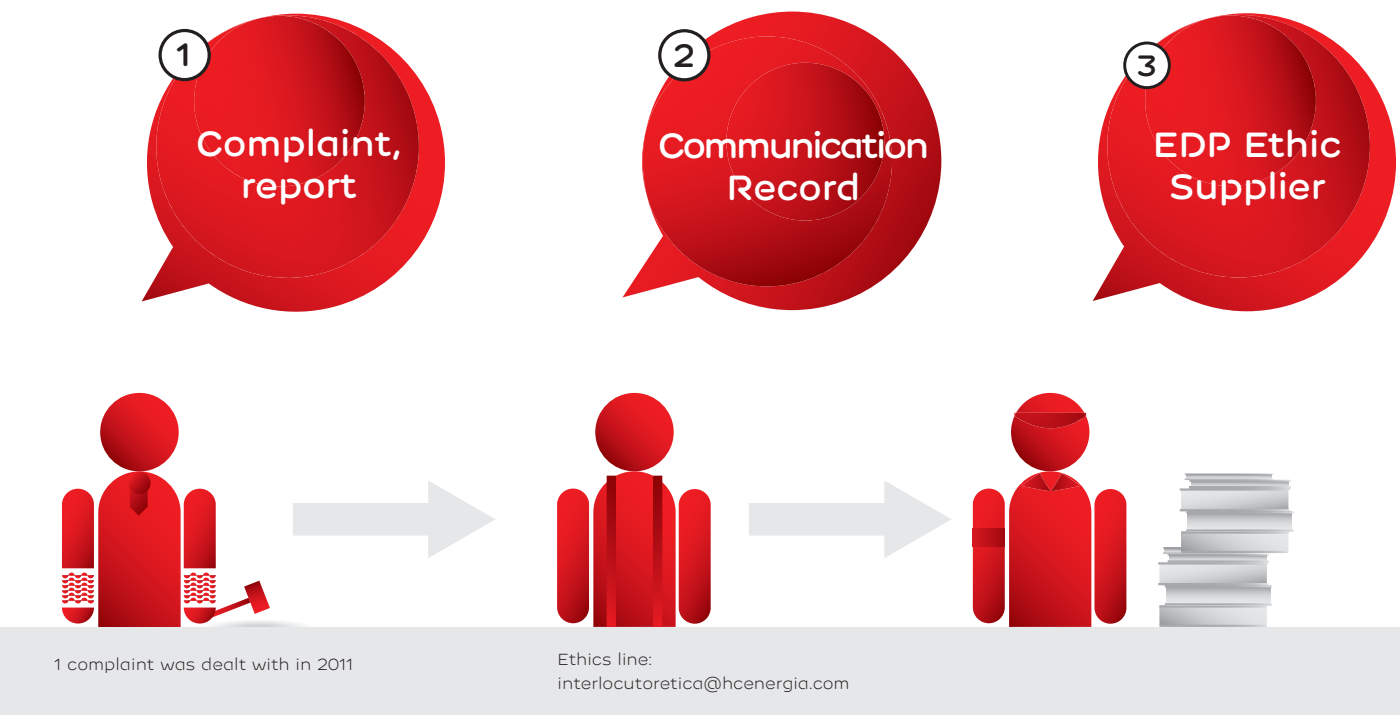 1
Complaint,
report
2
Communication
Record
3
EDP Ethic
Supplier
1 complaint was dealt with in 2011
Ethics line:
interlocutoretica@hcenergia.com